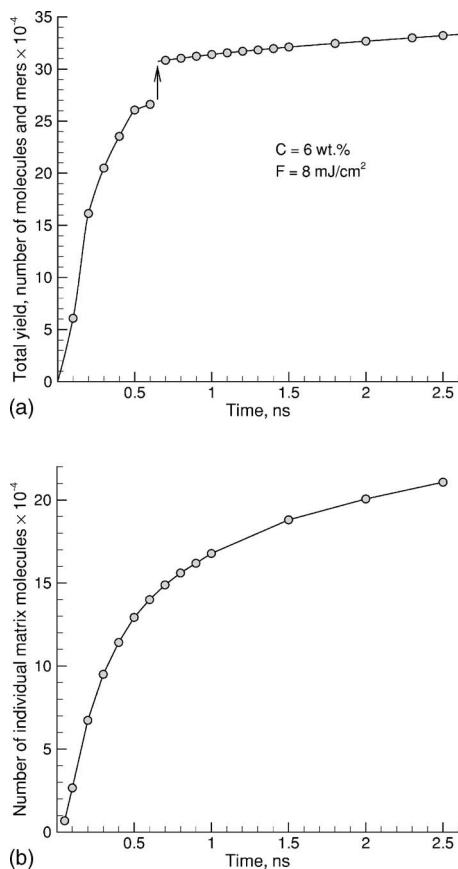 Total yield, number of molecules and mers × 10⁻⁴
35
30
25
20
15
10
5
0
C = 6 wt.%
F = 8 mJ/cm²
0.5
1
1.5
2
2.5
Time, ns
(a)
Number of individual matrix molecules × 10⁻⁴
20
15
10
5
0
0.5
1
1.5
2
2.5
Time, ns
(b)